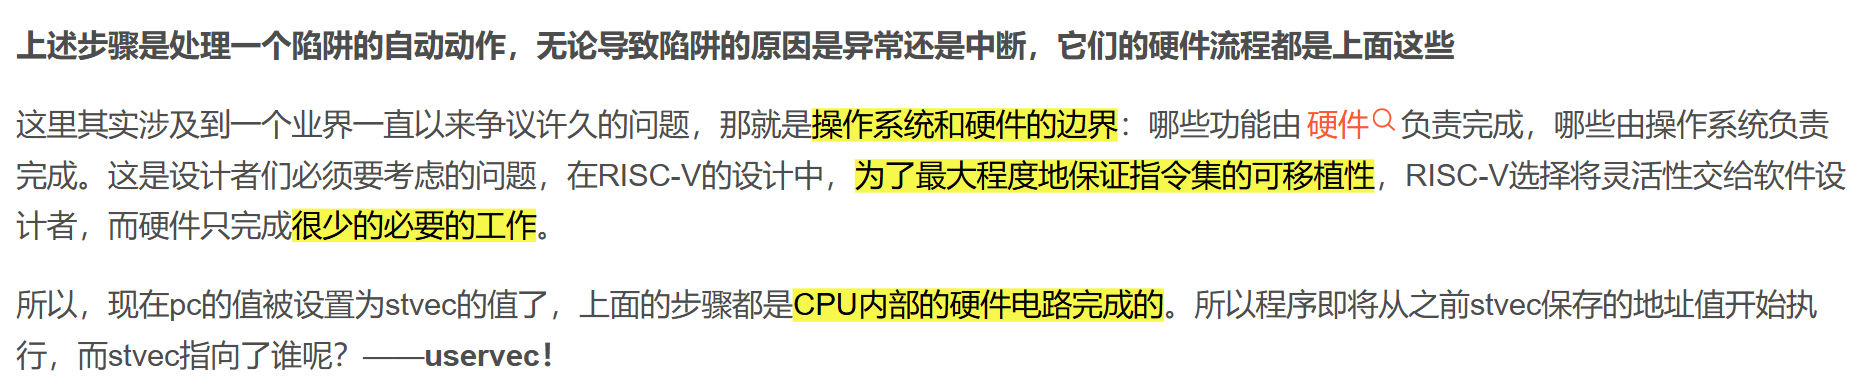 上述步骤是处理一个陷阱的自动动作，无论导致陷阱的原因是异常还是中断，它们的硬件流程都是上面这些
这里其实涉及到一个业界一直以来争议许久的问题，那就是操作系统和硬件的边界：哪些功能由 硬件 负责完成，哪些由操作系统负责
完成。这是设计者们必须要考虑的问题，在RISC-V的设计中，为了最大程度地保证指令集的可移植性，RISC-V选择将灵活性交给软件设
计者，而硬件只完成很少的必要的工作。
所以，现在pc的值被设置为stvec的值了，上面的步骤都是CPU内部的硬件电路完成的。所以程序即将从之前stvec保存的地址值开始执
行，而stvec指向了谁呢？——uservec！